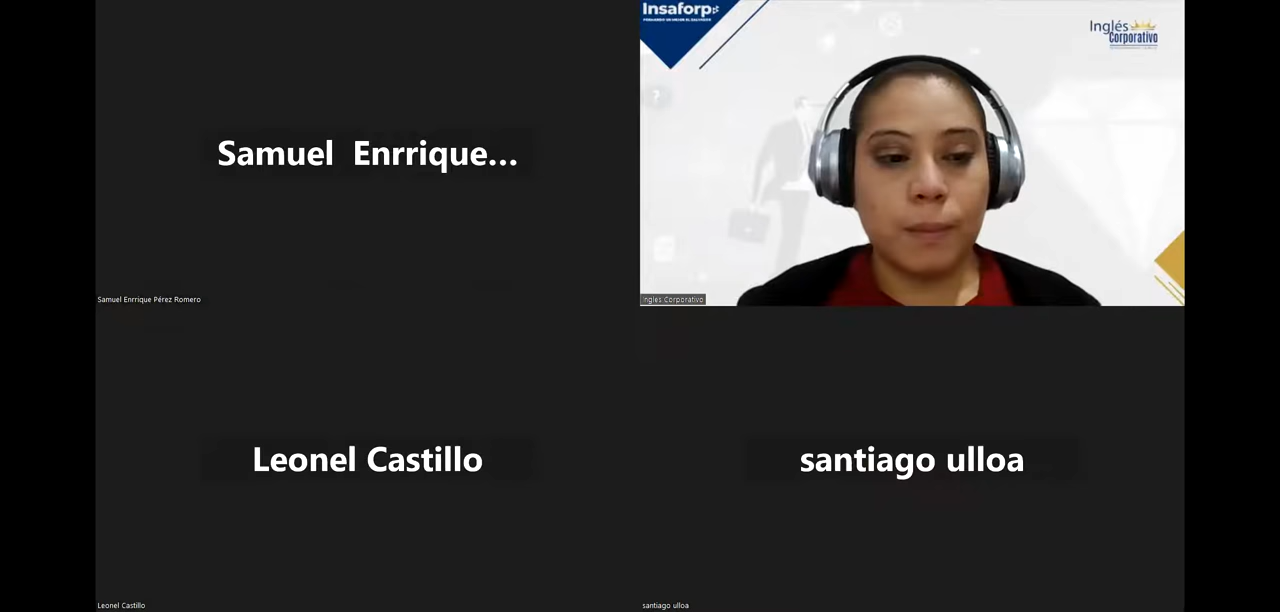 Samuel Enrrique...
Samuel Enrrique Pérez Romero
Insaforp
Inglés
Corporativo
?
Ingles Corporativo
Leonel Castillo
Leonel Castillo
santiago ulloa
santiago ulloa